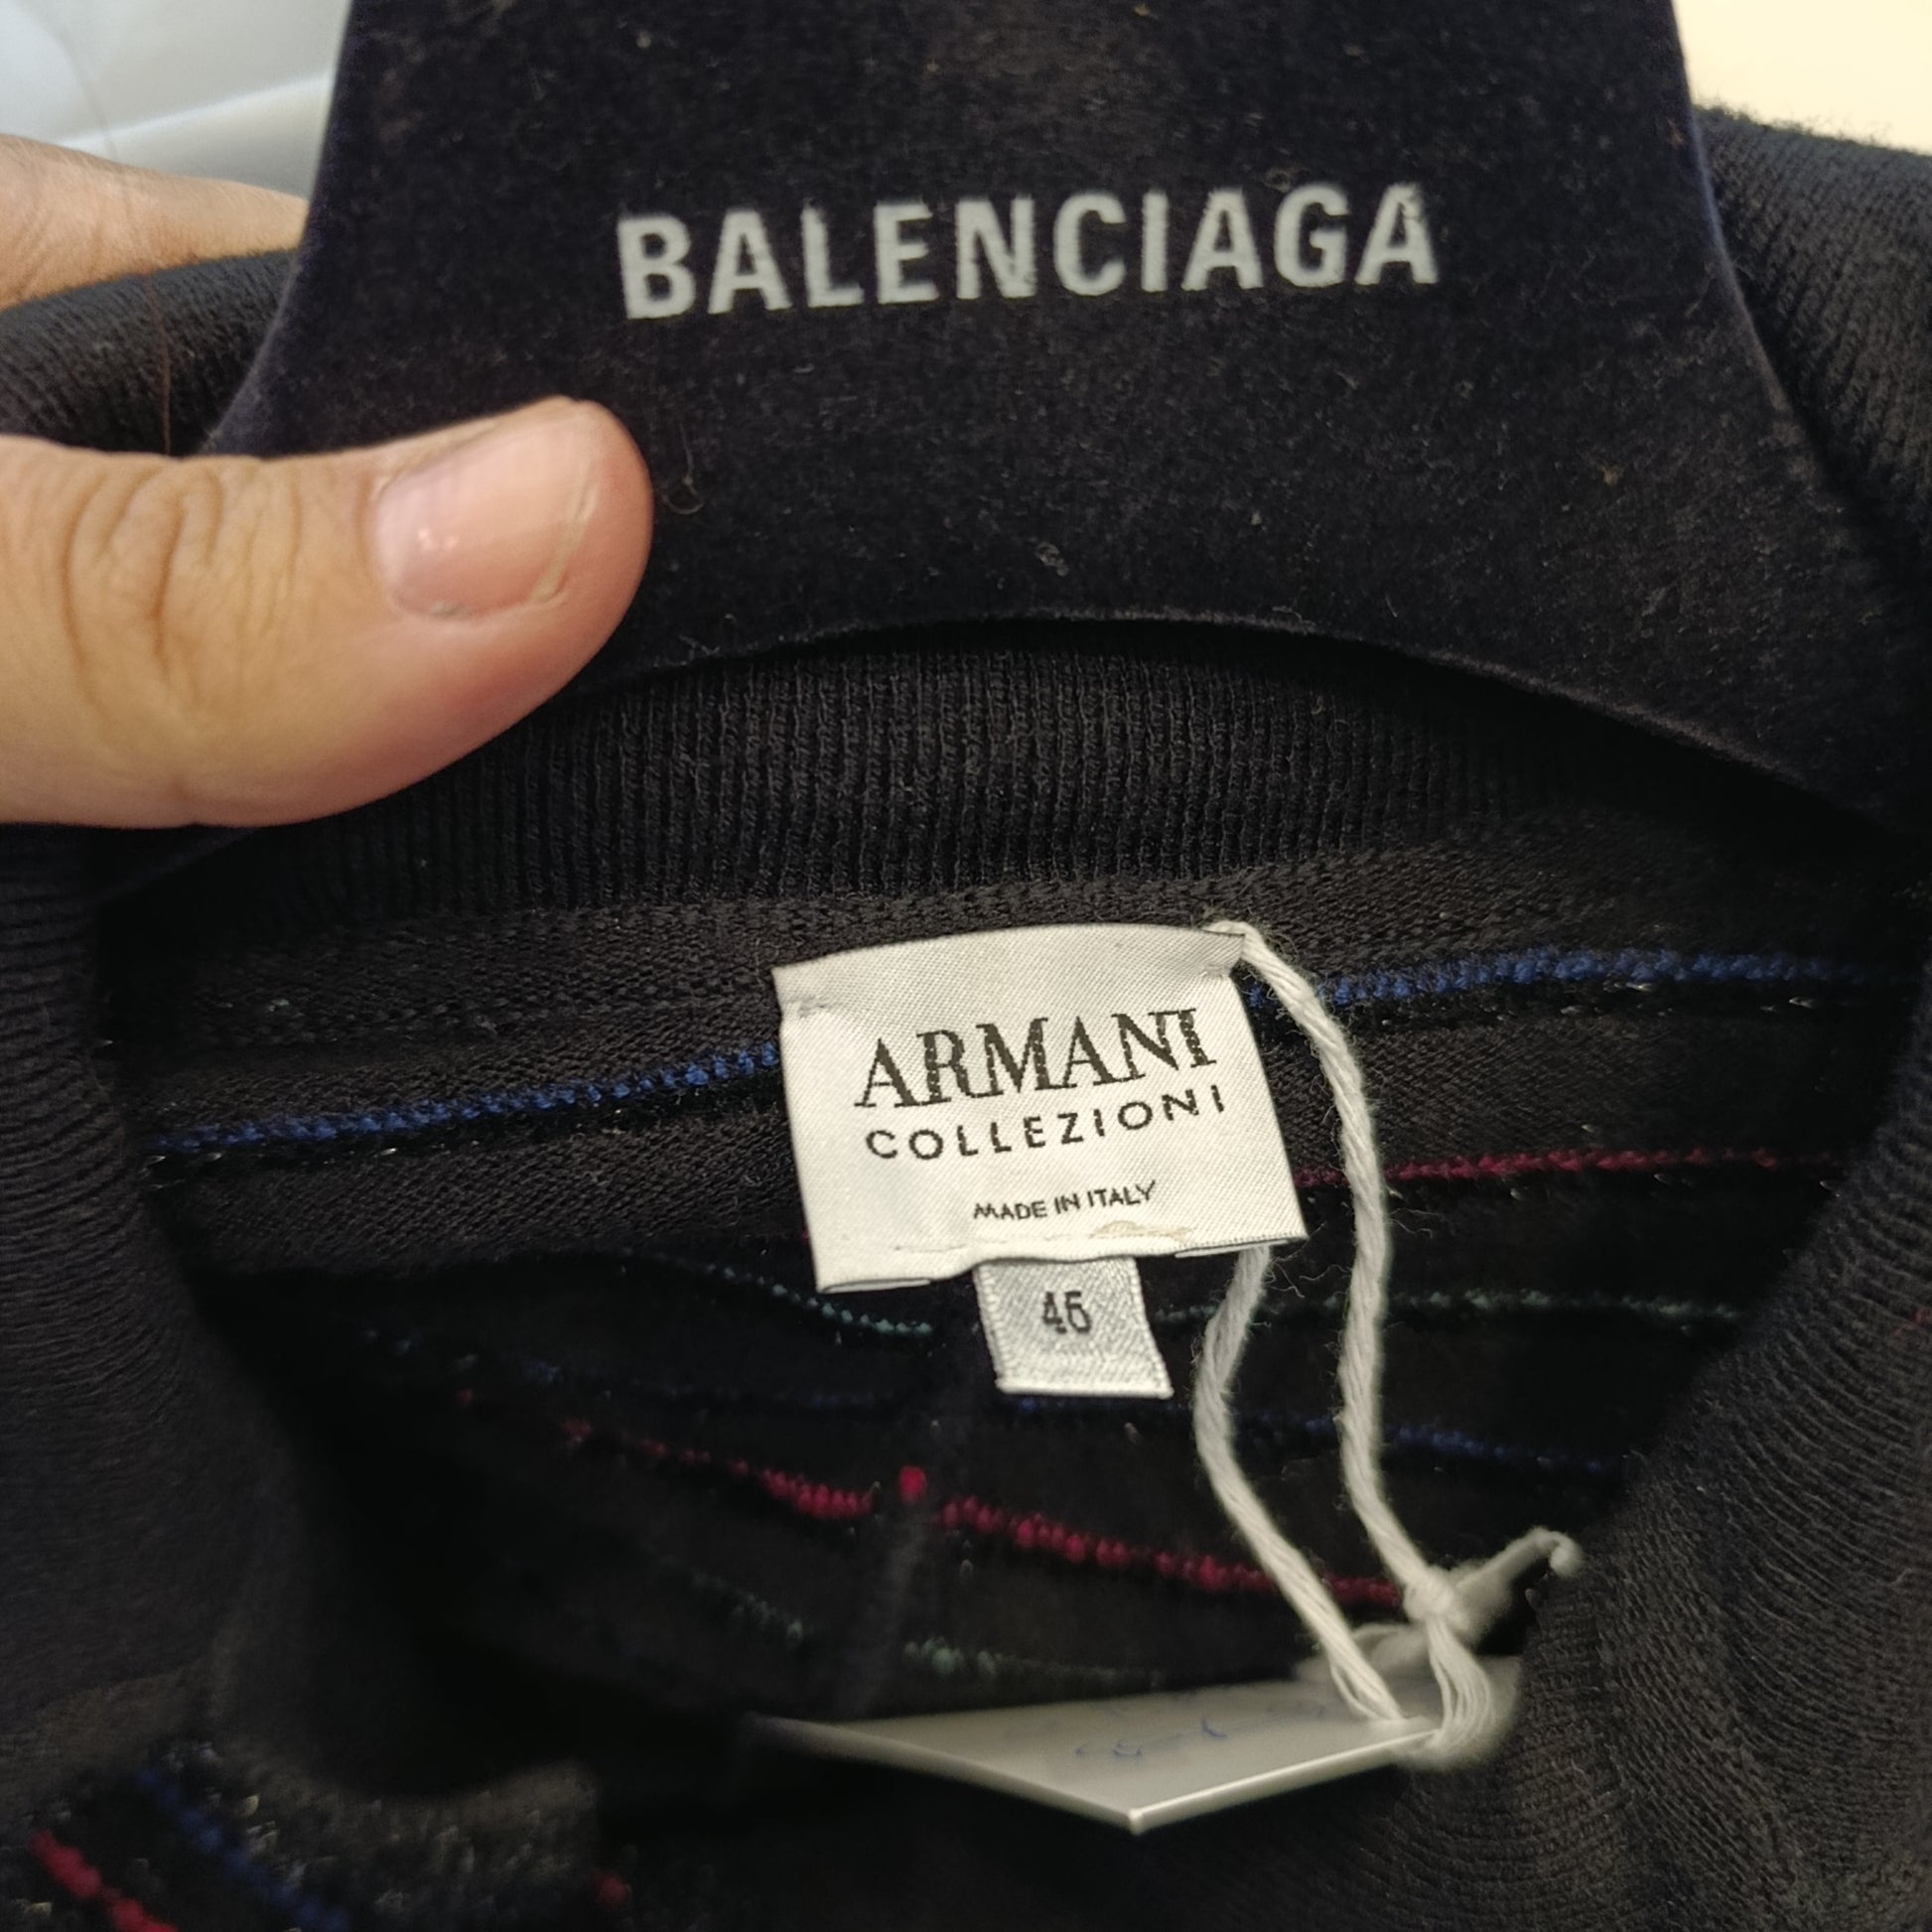 BALENCIAGA
ARMANI
COLLEZIONI
MADE IN ITALY
46